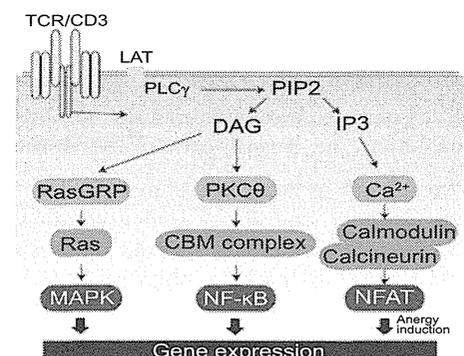 TCR/CD3
LAT
PLCγ
PIP2
DAG
IP3
RasGRP
PKCθ
Ca²⁺
Ras
CBM complex
Calmodulin
Calcineurin
MAPK
NF-κB
NFAT
Anergy
induction
Gene expression